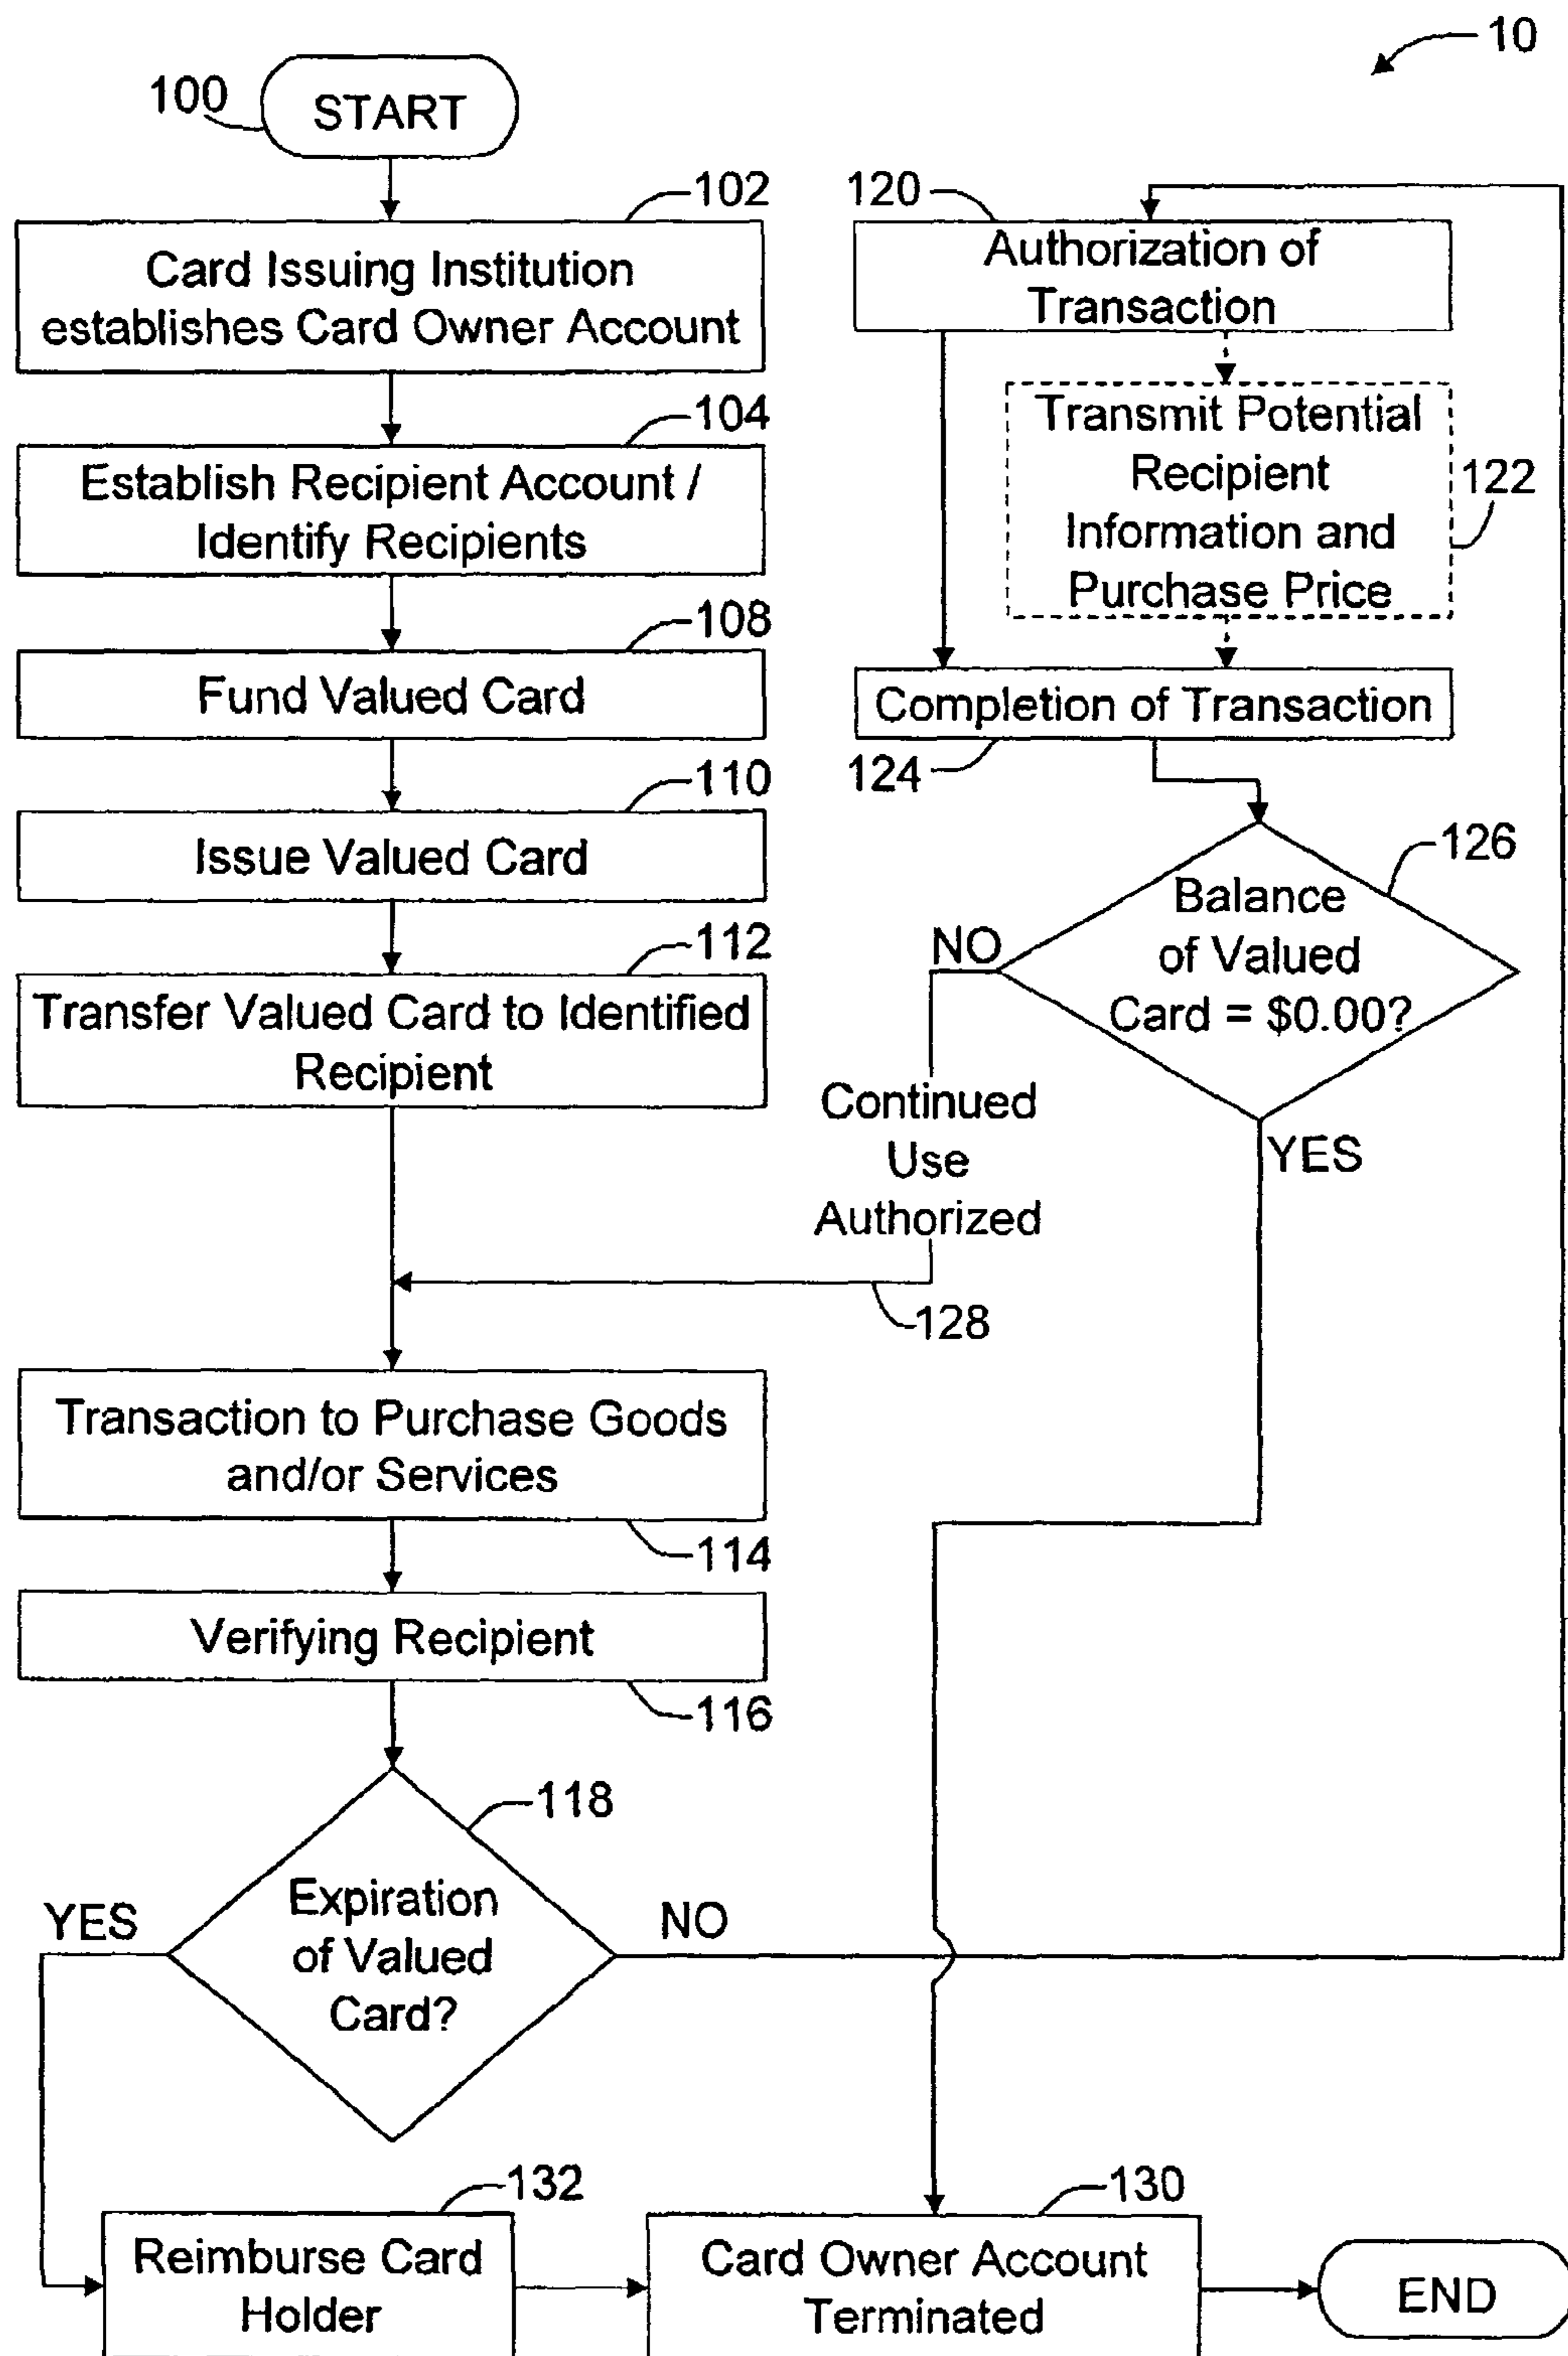 10
100
START
102
Card Issuing Institution
establishes Card Owner Account
104
Establish Recipient Account /
Identify Recipients
108
Fund Valued Card
110
Issue Valued Card
112
Transfer Valued Card to Identified
Recipient
Transaction to Purchase Goods
and/or Services
114
Verifying Recipient
116
118
Expiration
of Valued
Card?
YES
NO
120
Authorization of
Transaction
Transmit Potential
Recipient
Information and
Purchase Price
122
Completion of Transaction
124
126
Balance
of Valued
Card = $0.00?
NO
Continued
Use
Authorized
128
YES
132
Reimburse Card
Holder
130
Card Owner Account
Terminated
END